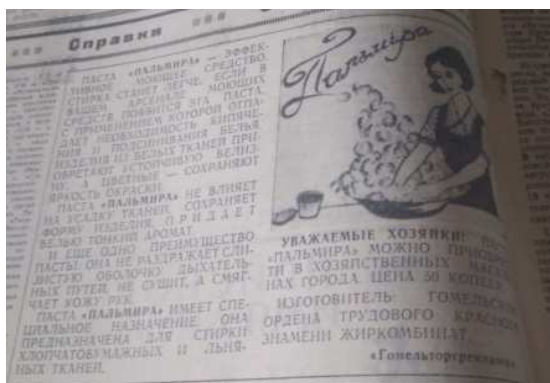 Справки
ПАСТА «ПАЛЬМИРА» — ЭФФЕК-
ТИВНОЕ МОЮЩЕЕ СРЕДСТВО.
СТИРКА СТАНЕТ ЛЕГЧЕ, ЕСЛИ В
ВАШЕМ АРСЕНАЛЕ МОЮЩИХ
СРЕДСТВ ПОЯВИТСЯ ЭТА ПАСТА,
С ПРИМЕНЕНИЕМ КОТОРОЙ ОТПА-
ДАЕТ НЕОБХОДИМОСТЬ КИПЯЧЕ-
НИЯ И ПОДСИНИВАНИЯ БЕЛЬЯ.
ИЗДЕЛИЯ ИЗ БЕЛЫХ ТКАНЕЙ ПРИ-
ОБРЕТАЮТ УСТОЙЧИВУЮ БЕЛИЗ-
НУ, А ЦВЕТНЫЕ — СОХРАНЯЮТ
ЯРКОСТЬ ОКРАСКИ.
ПАСТА «ПАЛЬМИРА» НЕ ВЛИЯЕТ
НА УСАДКУ ТКАНЕЙ, СОХРАНЯЕТ
ФОРМУ ИЗДЕЛИЯ, ПРИДАЕТ
БЕЛЬЮ ТОНКИЙ АРОМАТ.
И ЕЩЕ ОДНО ПРЕИМУЩЕСТВО
ПАСТЫ: ОНА НЕ РАЗДРАЖАЕТ СЛИ-
ЗИСТУЮ ОБОЛОЧКУ ДЫХАТЕЛЬ-
НЫХ ПУТЕЙ, НЕ СУШИТ, А СМЯГ-
ЧАЕТ КОЖУ РУК.
ПАСТА «ПАЛЬМИРА» ИМЕЕТ СПЕ-
ЦИАЛЬНОЕ НАЗНАЧЕНИЕ: ОНА
ПРЕДНАЗНАЧЕНА ДЛЯ СТИРКИ
ХЛОПЧАТОБУМАЖНЫХ И ЛЬНЯ-
НЫХ ТКАНЕЙ.
Пальмира
УВАЖАЕМЫЕ ХОЗЯЙКИ! ПАСТУ
«ПАЛЬМИРА» МОЖНО ПРИОБРЕС-
ТИ В ХОЗЯЙСТВЕННЫХ МАГАЗИ-
НАХ ГОРОДА. ЦЕНА 50 КОПЕЕК.
ИЗГОТОВИТЕЛЬ: ГОМЕЛЬСКИЙ
ОРДЕНА ТРУДОВОГО КРАСНОГО
ЗНАМЕНИ ЖИРКОМБИНАТ.
«Гомельторгреклама»